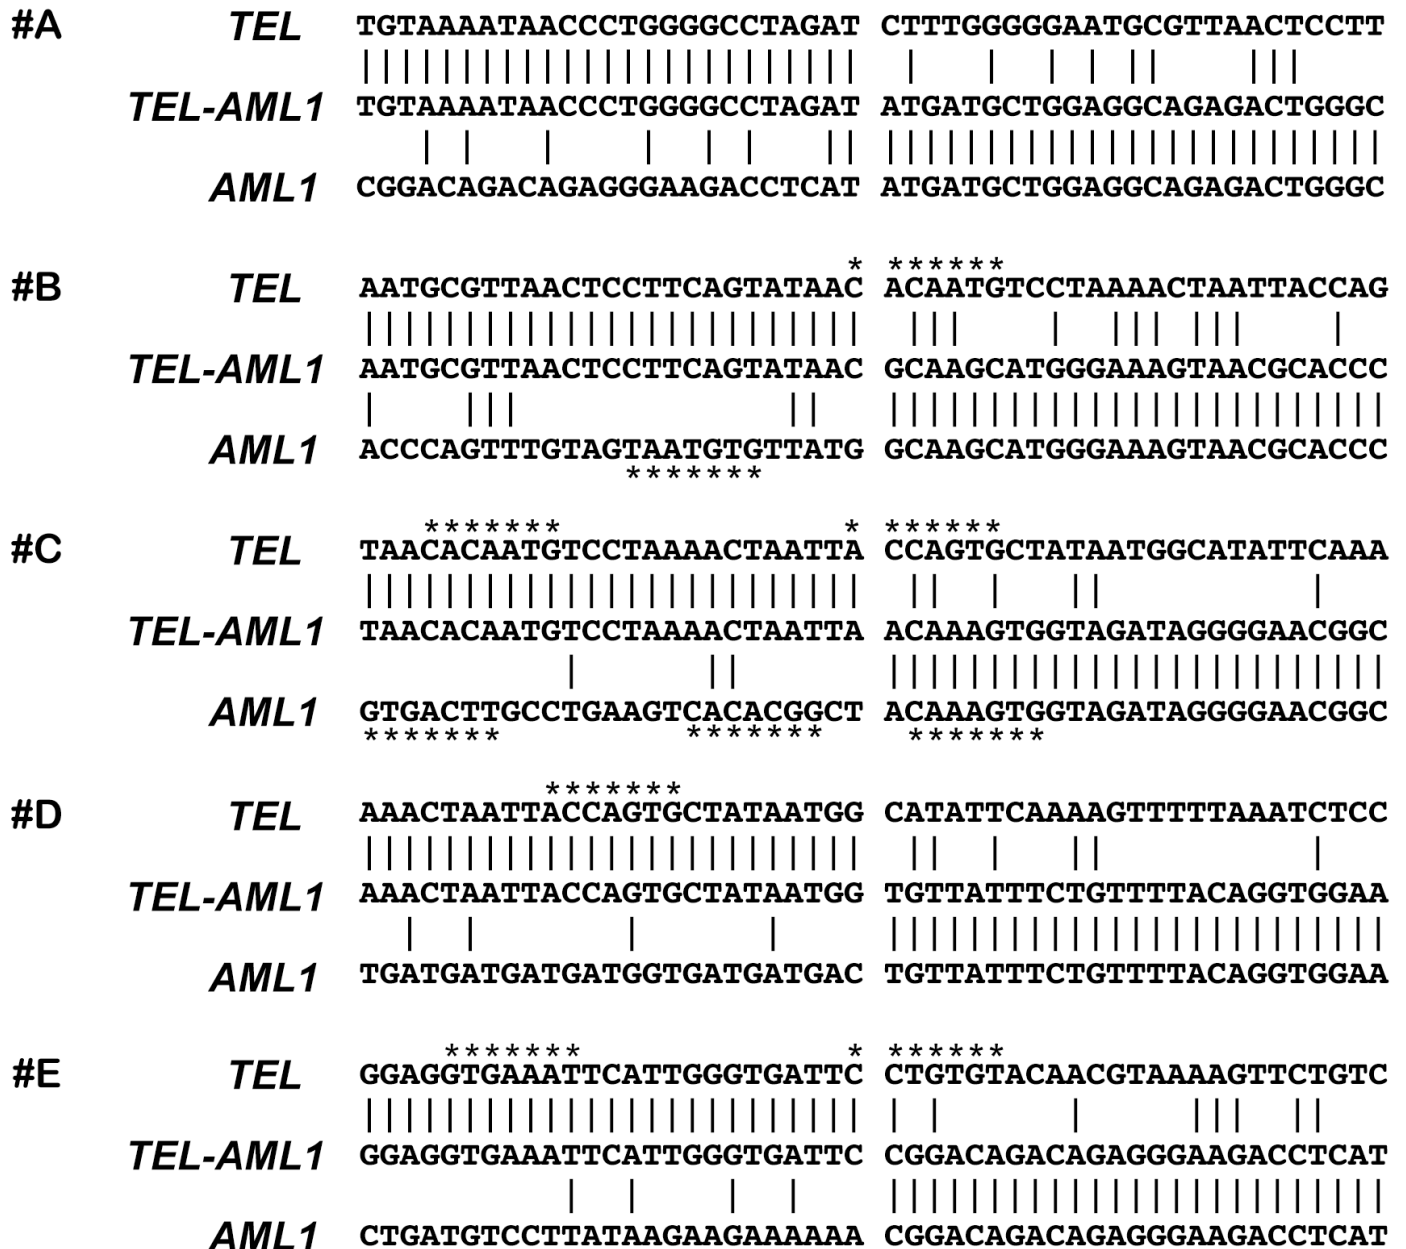 #A TEL TGTAAAATAACCCTGGGGCCTAGAT CTTTGGGGGAATGCGTTAACTCCTT
TEL-AML1 TGTAAAATAACCCTGGGGCCTAGAT ATGATGCTGGAGGCAGAGACTGGGC
AML1 CGGACAGACAGAGGGAAGACCTCAT ATGATGCTGGAGGCAGAGACTGGGC
* ******
#B TEL AATGCGTTAACTCCTTCAGTATAAC ACAATGTCCTAAAACTAATTACCAG
TEL-AML1 AATGCGTTAACTCCTTCAGTATAAC GCAAGCATGGGAAAGTAACGCACCC
AML1 ACCCAGTTTGTAGTAATGTGTTATG GCAAGCATGGGAAAGTAACGCACCC
*******
******* * ******
#C TEL TAACACAATGTCCTAAAACTAATTA CCAGTGCTATAATGGCATATTCAAA
TEL-AML1 TAACACAATGTCCTAAAACTAATTA ACAAAGTGGTAGATAGGGGAACGGC
AML1 GTGACTTGCCTGAAGTCACACGGCT ACAAAGTGGTAGATAGGGGAACGGC
******* ******* *******
*******
#D TEL AAACTAATTACCAGTGCTATAATGG CATATTCAAAAGTTTTTAAATCTCC
TEL-AML1 AAACTAATTACCAGTGCTATAATGG TGTTATTTCTGTTTTACAGGTGGAA
AML1 TGATGATGATGATGGTGATGATGAC TGTTATTTCTGTTTTACAGGTGGAA
******* * ******
#E TEL GGAGGTGAAATTCATTGGGTGATTC CTGTGTACAACGTAAAAGTTCTGTC
TEL-AML1 GGAGGTGAAATTCATTGGGTGATTC CGGACAGACAGAGGGAAGACCTCAT
AML1 CTGATGTCCTTATAAGAAGAAAAAA CGGACAGACAGAGGGAAGACCTCAT